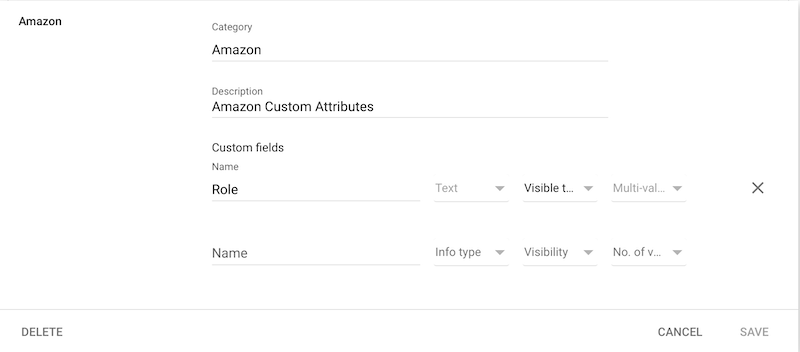 Amazon
Category
Amazon
Description
Amazon Custom Attributes
Custom fields
Name
Role Text Visible t... Multi-val...
Name Info type Visibility No. of v...
DELETE CANCEL SAVE